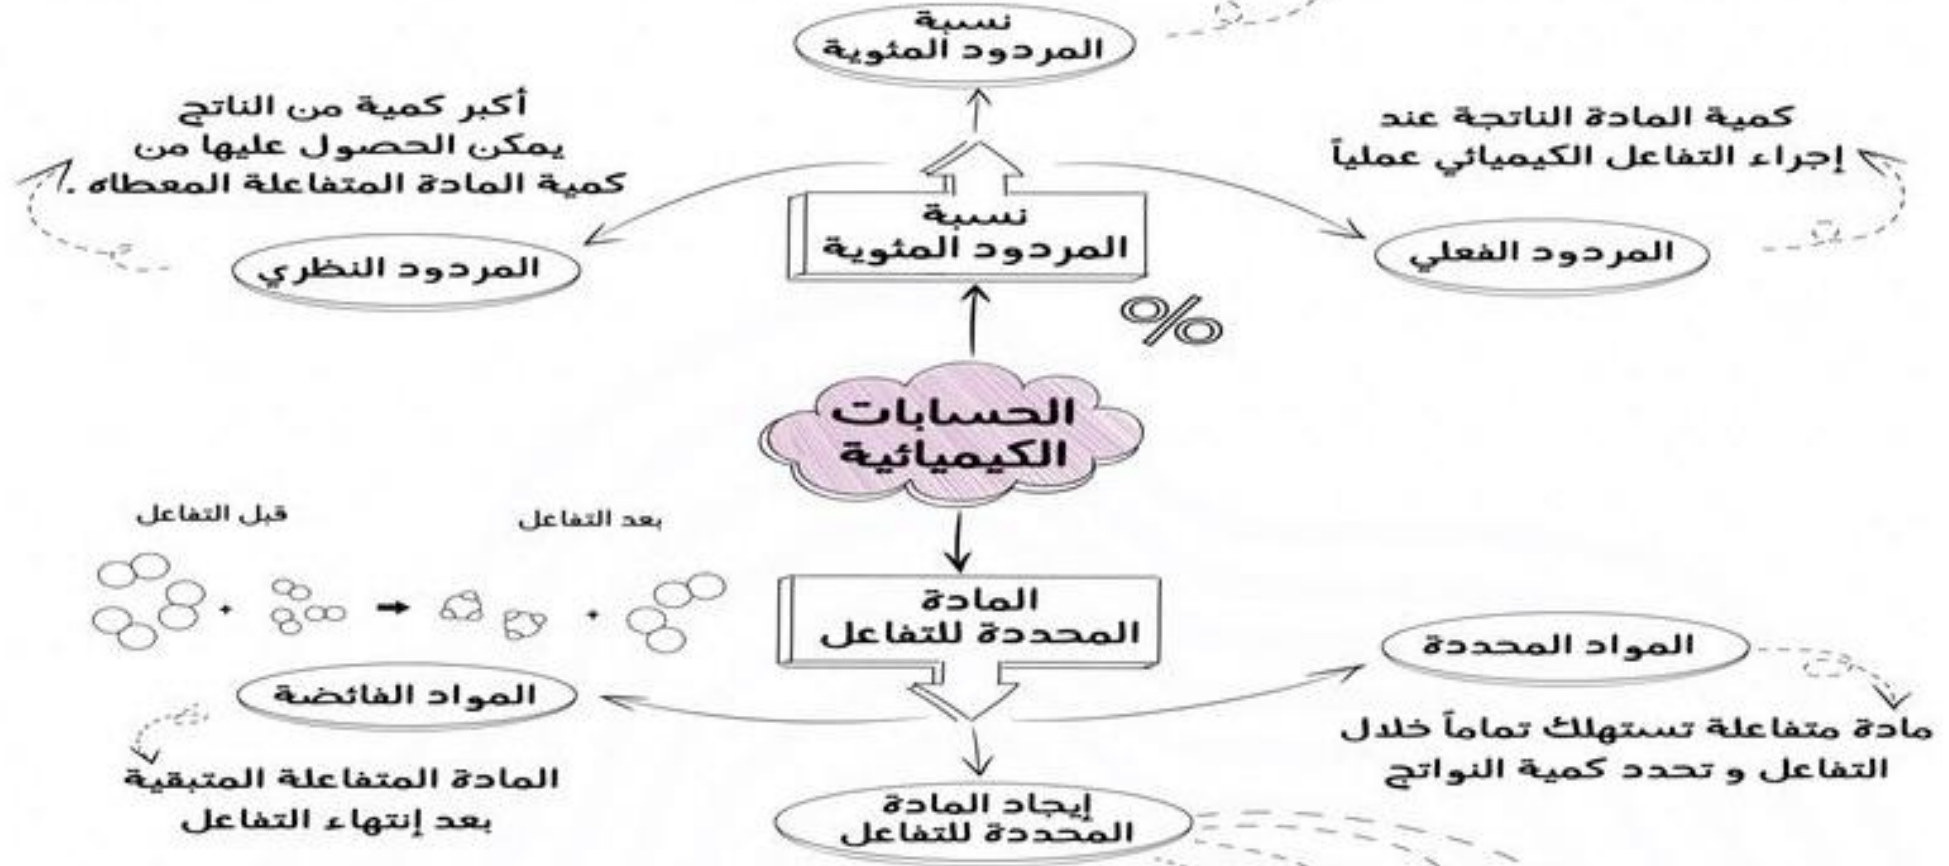 نسبة
المردود المئوية
أكبر كمية من الناتج
يمكن الحصول عليها من
كمية المادة المتفاعلة المعطاه .
كمية المادة الناتجة عند
إجراء التفاعل الكيميائي عملياً
نسبة
المردود المئوية
المردود النظري
المردود الفعلي
%
الحسابات
الكيميائية
قبل التفاعل
بعد التفاعل
+
+
المادة
المحددة للتفاعل
المواد المحددة
المواد الفائضة
مادة متفاعلة تستهلك تماماً خلال
التفاعل و تحدد كمية النواتج
المادة المتفاعلة المتبقية
بعد إنتهاء التفاعل
إيجاد المادة
المحددة للتفاعل